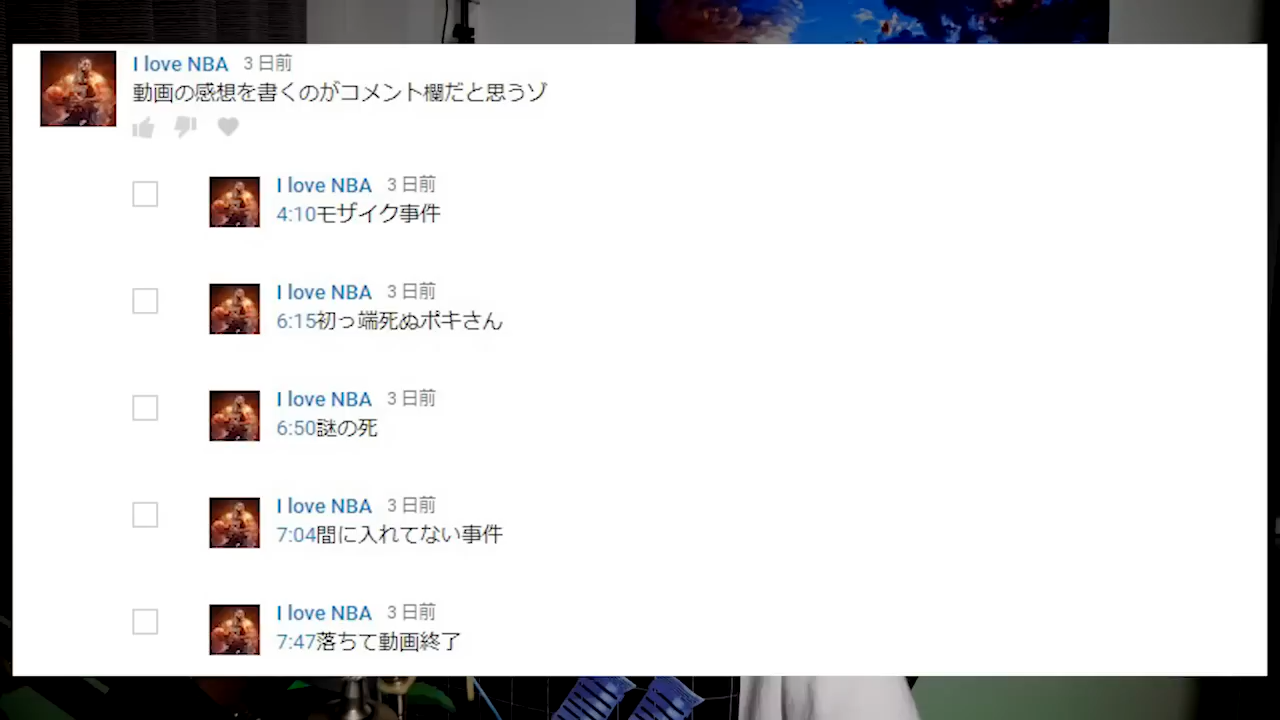 I love NBA 3 日前
動画の感想を書くのがコメント欄だと思うゾ
I love NBA 3 日前
4:10モザイク事件
I love NBA 3 日前
6:15初っ端死ぬポキさん
I love NBA 3 日前
6:50謎の死
I love NBA 3 日前
7:04間に入れてない事件
I love NBA 3 日前
7:47落ちて動画終了